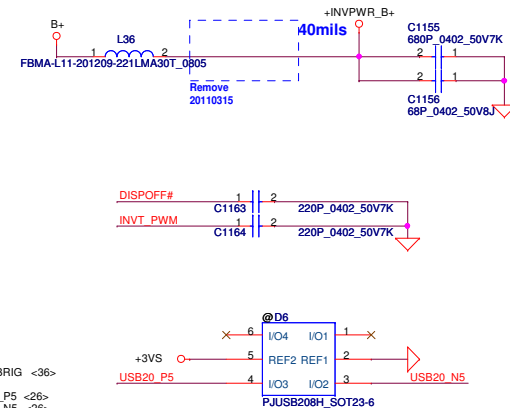 +INVPWR_B+
B+
L36
40mils
C1155
680P_0402_50V7K
1 2
2 1
FBMA-L11-201209-221LMA30T_0805
Remove
20110315
2 1
C1156
68P_0402_50V8J
DISPOFF#
1 2
C1163
220P_0402_50V7K
INVT_PWM
1 2
C1164
220P_0402_50V7K
@D6
6 I/O4 I/O1 1
+3VS
5 REF2 REF1 2
USB20_P5
4 I/O3 I/O2 3
USB20_N5
PJUSB208H_SOT23-6
BRIG <36>
_P5 <26>